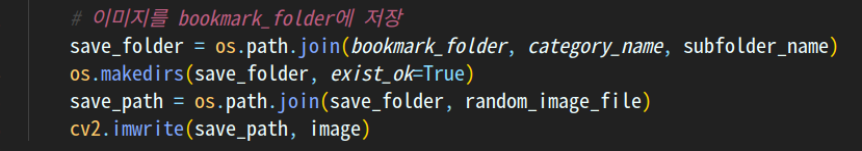 # 이미지를 bookmark_folder에 저장
save_folder = os.path.join(bookmark_folder, category_name, subfolder_name)
os.makedirs(save_folder, exist_ok=True)
save_path = os.path.join(save_folder, random_image_file)
cv2.imwrite(save_path, image)